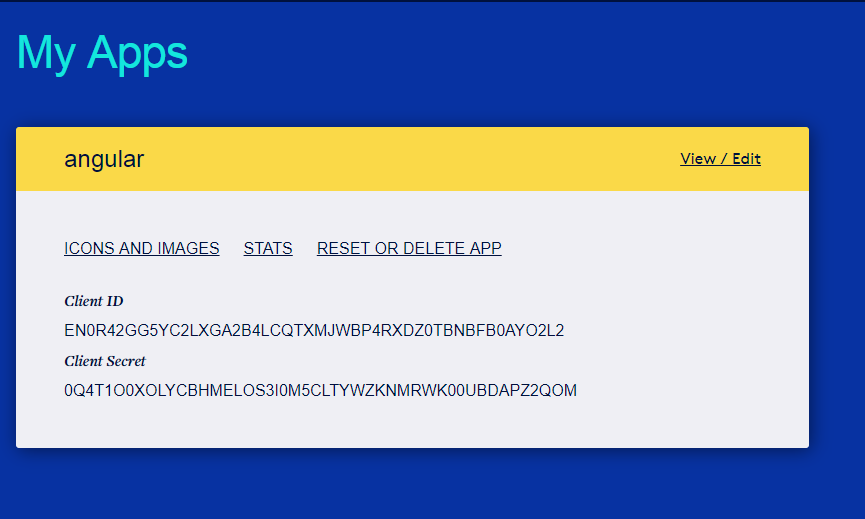 My Apps
angular
View / Edit
ICONS AND IMAGES STATS RESET OR DELETE APP
Client ID
EN0R42GG5YC2LXGA2B4LCQTXMJWBP4RXDZ0TBNBFB0AYO2L2
Client Secret
0Q4T1O0XOLYCBHMELOS3I0M5CLTYWZKNMRWK00UBDAPZ2QOM